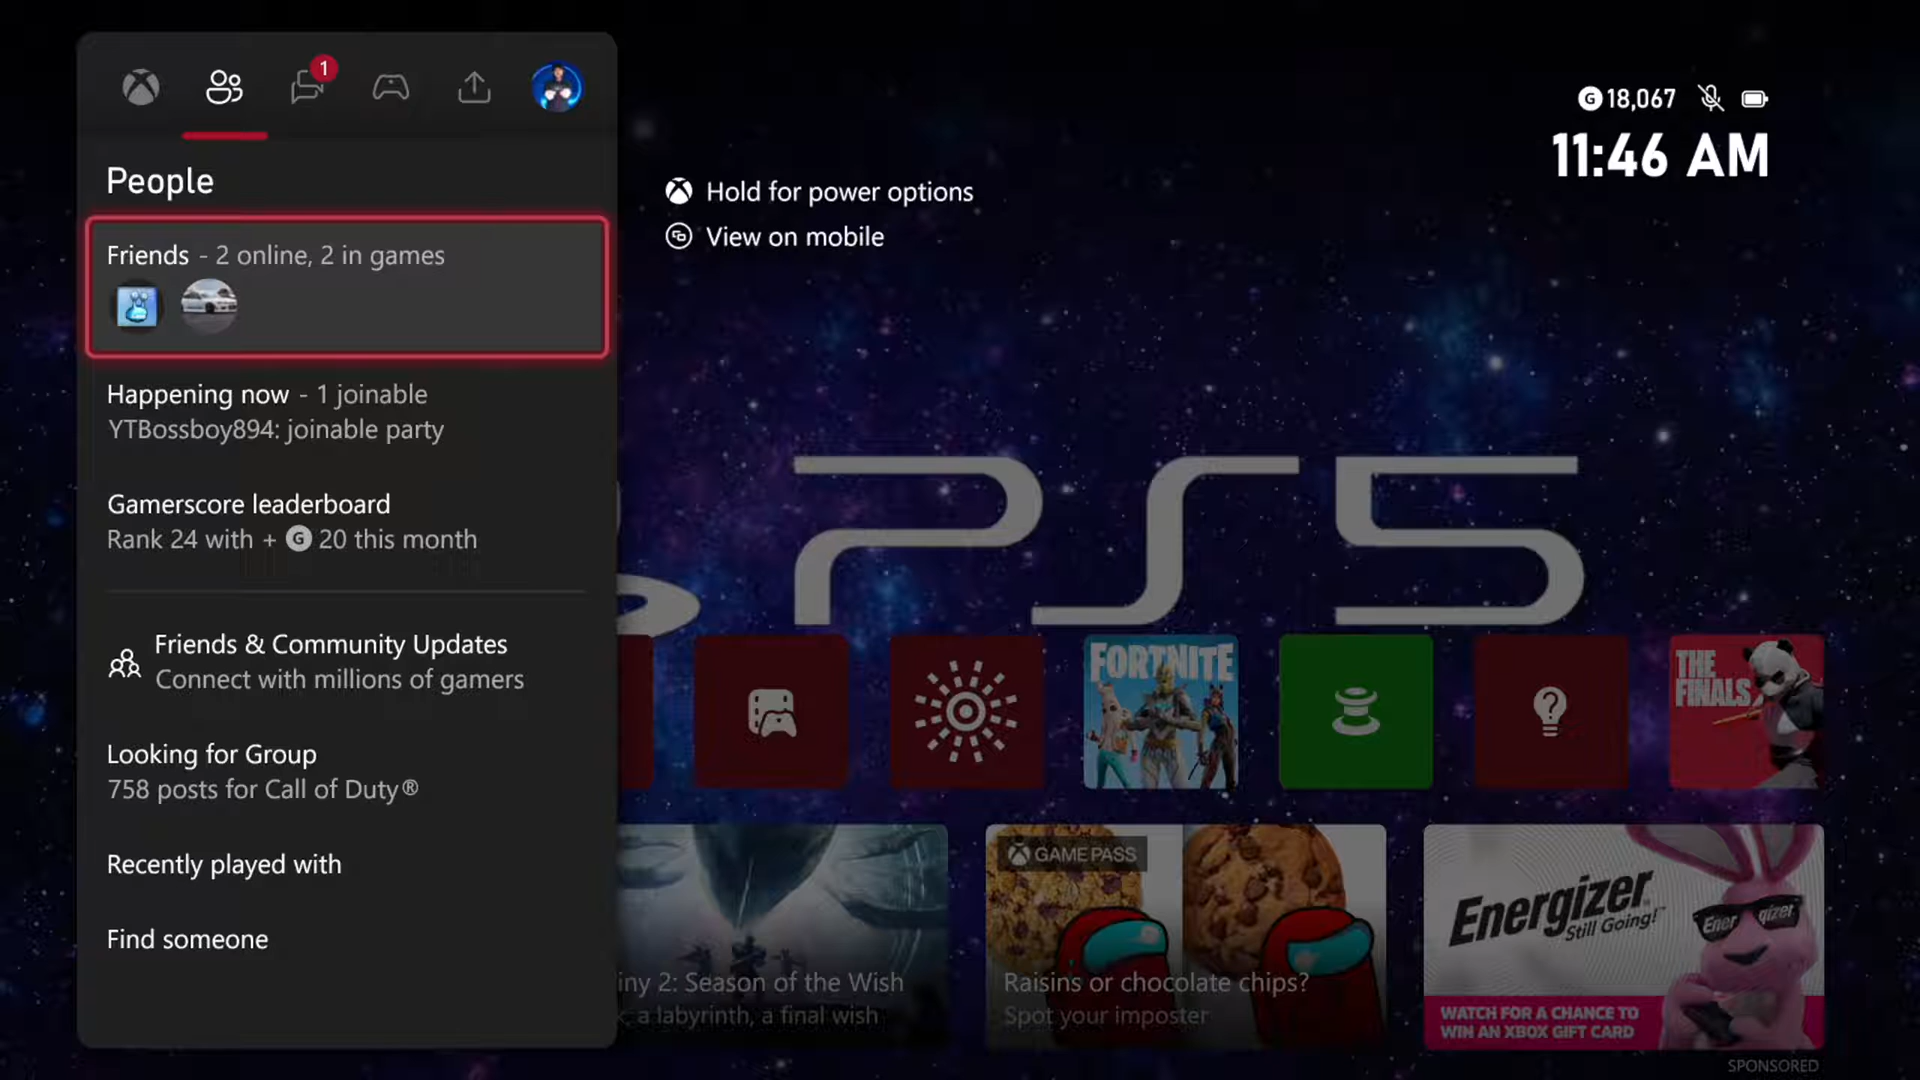 1
People
Friends - 2 online, 2 in games
Happening now - 1 joinable
YTBossboy894: joinable party
Gamerscore leaderboard
Rank 24 with + G 20 this month
Friends & Community Updates
Connect with millions of gamers
Looking for Group
758 posts for Call of Duty®
Recently played with
Find someone
Hold for power options
View on mobile
G 18,067
11:46 AM
PS5
FORTNITE
THE
FINALS
iny 2: Season of the Wish
, a labyrinth, a final wish
GAME PASS
Raisins or chocolate chips?
Spot your imposter
Energizer
Still Going!
Energizer
WATCH FOR A CHANCE TO
WIN AN XBOX GIFT CARD
SPONSORED